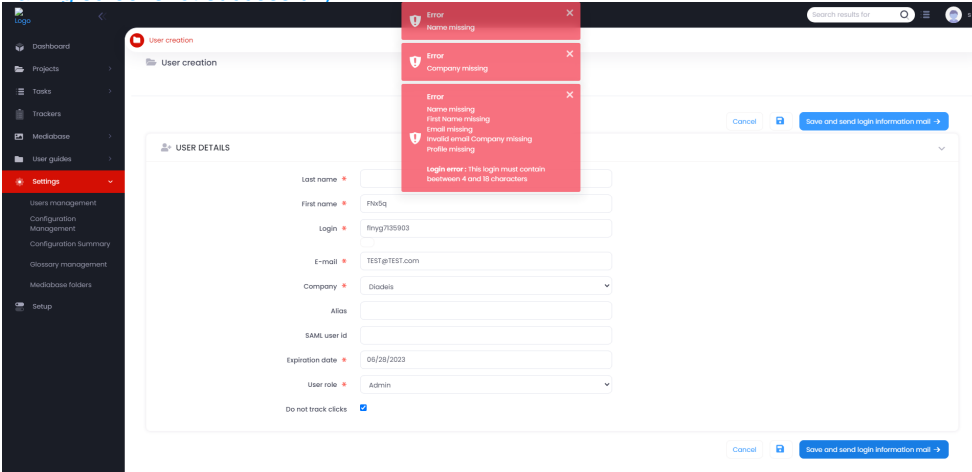 Logo
Search results for
Dashboard
Projects
Tasks
Trackers
Mediabase
User guides
Settings
Users management
Configuration
Management
Configuration Summary
Glossary management
Mediabase folders
Setup
User creation
User creation
Error
Name missing
Error
Company missing
Error
Name missing
First Name missing
Email missing
Invalid email Company missing
Profile missing
Login error : This login must contain
beetween 4 and 18 characters
Cancel
Save and send login information mail →
USER DETAILS
Last name *
First name * FNx5q
Login * flnyg7135903
E-mail * TEST@TEST.com
Company * Diadeis
Alias
SAML user id
Expiration date * 06/28/2023
User role * Admin
Do not track clicks
Cancel
Save and send login information mail →